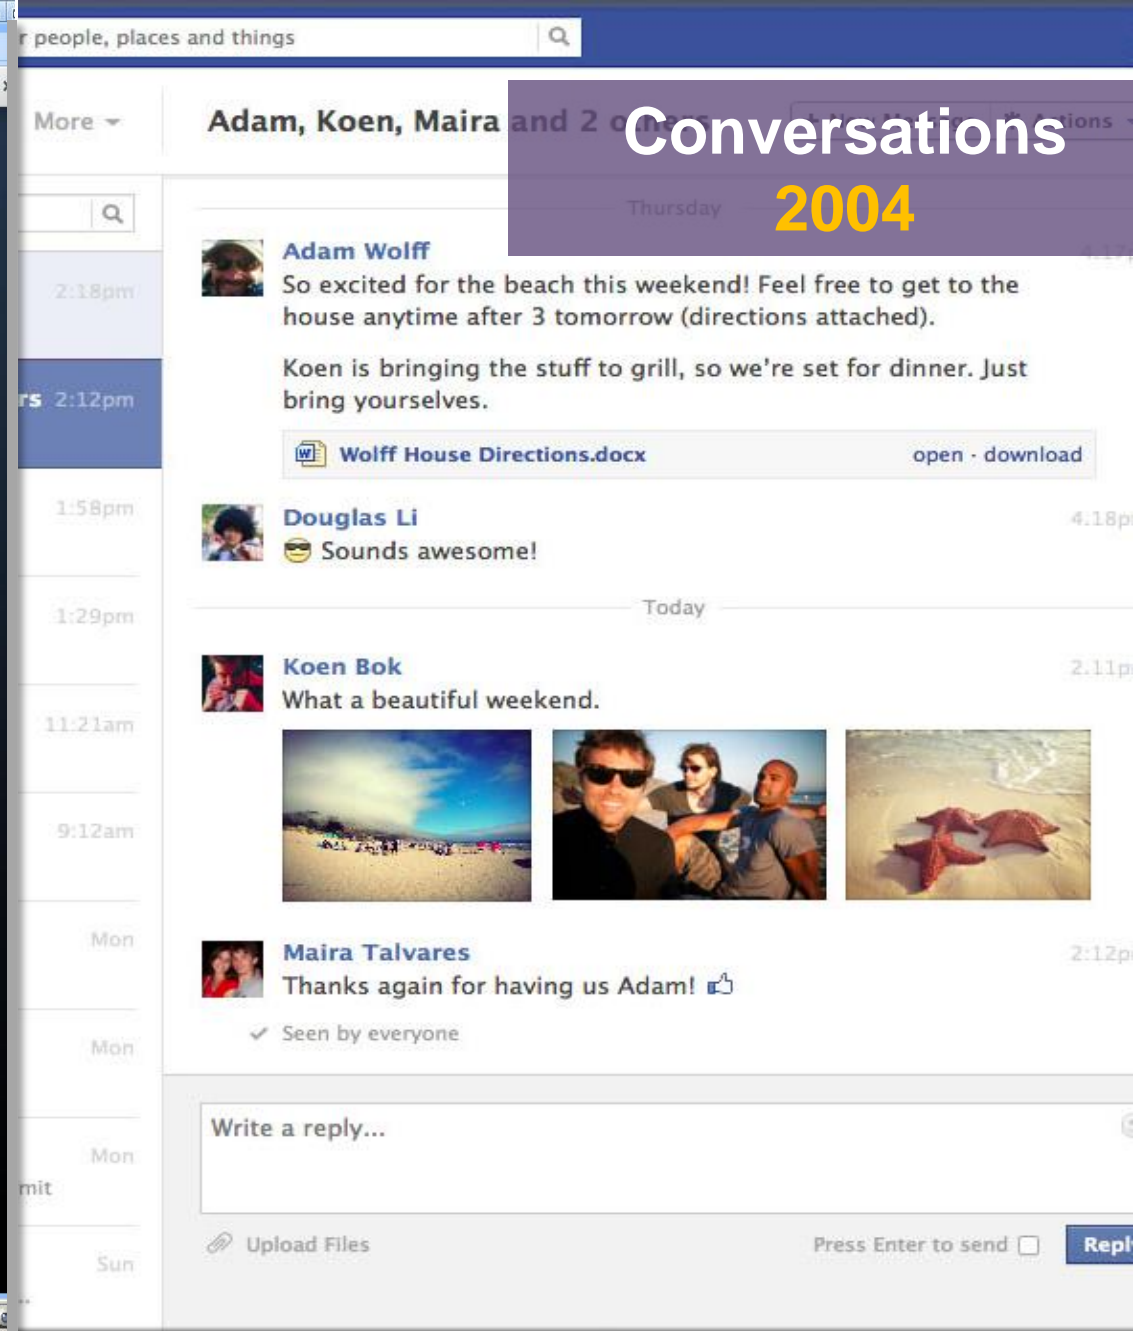 r people, places and things
More
Adam, Koen, Maira and 2 others
Conversations
2004
Thursday
2:18pm
Adam Wolff
So excited for the beach this weekend! Feel free to get to the
house anytime after 3 tomorrow (directions attached).
Koen is bringing the stuff to grill, so we're set for dinner. Just
bring yourselves.
rs 2:12pm
Wolff House Directions.docx open · download
1:58pm
Douglas Li 4.18p
Sounds awesome!
Today
1:29pm
Koen Bok 2.11p
What a beautiful weekend.
11:21am
9:12am
Mon
Maira Talvares 2:12p
Thanks again for having us Adam!
Seen by everyone
Mon
Write a reply...
Mon
mit
Upload Files Press Enter to send Reply
Sun